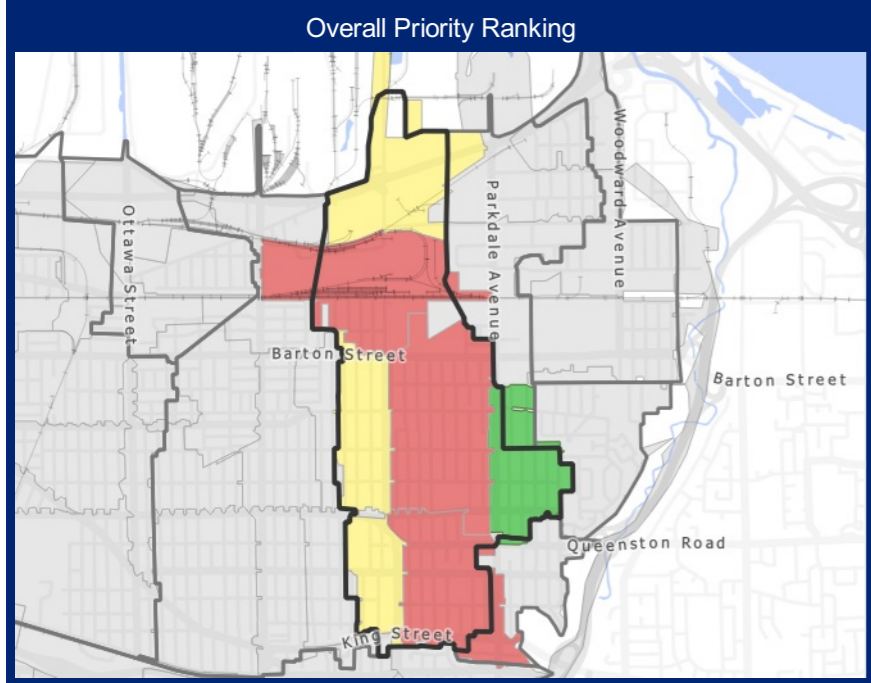 Overall Priority Ranking
Woodward Avenue
Parkdale Avenue
Ottawa Street
Barton Street
Barton Street
Queenston Road
King Street